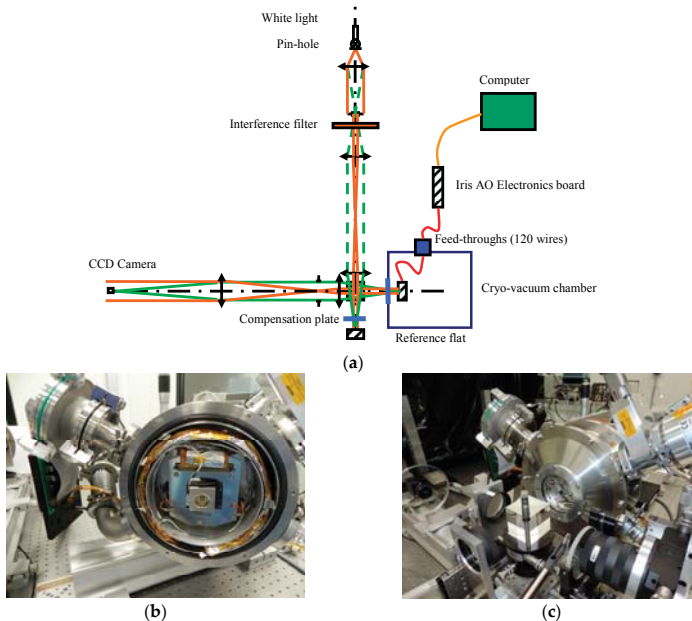 White light
Pin-hole
Computer
Interference filter
Iris AO Electronics board
Feed-throughs (120 wires)
CCD Camera
Cryo-vacuum chamber
Compensation plate
Reference flat
(a)
(b)
(c)